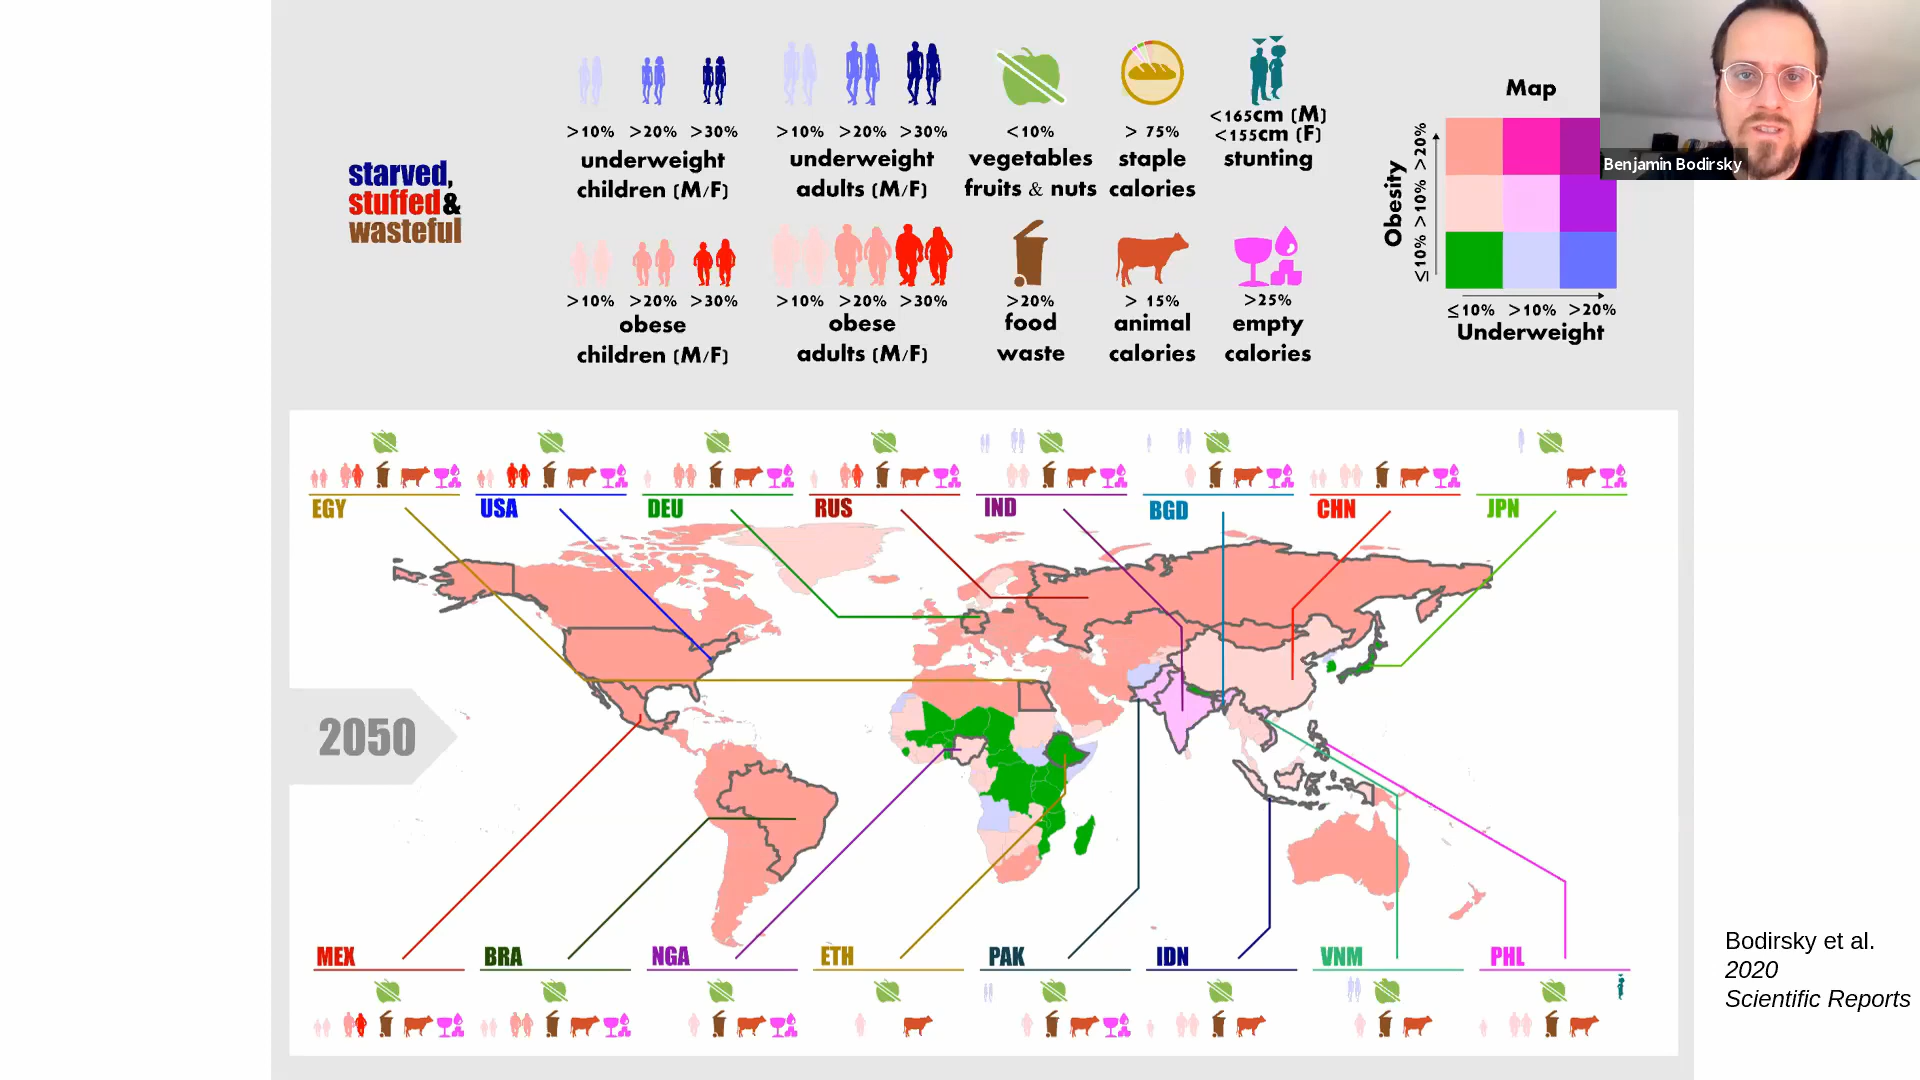 starved,
stuffed&
wasteful
>10% >20% >30%
underweight
children (M/F)
>10% >20% >30%
underweight
adults (M/F)
<10%
vegetables
fruits & nuts
> 75%
staple
calories
<165cm (M)
<155cm (F)
stunting
>10% >20% >30%
obese
children (M/F)
>10% >20% >30%
obese
adults (M/F)
>20%
food
waste
> 15%
animal
calories
>25%
empty
calories
Map
Obesity
≤10% >10% >20%
≤10% >10% >20%
Underweight
Benjamin Bodirsky
EGY USA DEU RUS IND BGD CHN JPN
2050
MEX BRA NGA ETH PAK IDN VNM PHL
Bodirsky et al.
2020
Scientific Reports